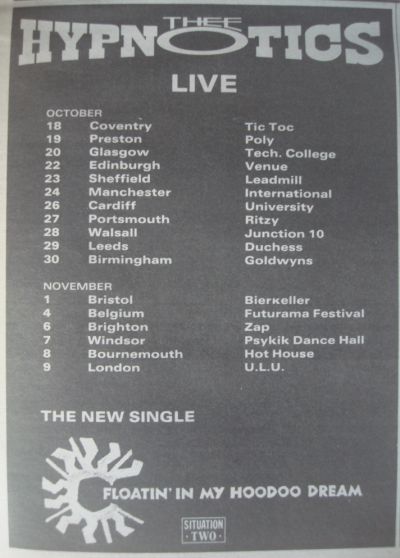 THEE
HYPNOTICS
LIVE
OCTOBER
18 Coventry Tic Toc
19 Preston Poly
20 Glasgow Tech. College
22 Edinburgh Venue
23 Sheffield Leadmill
24 Manchester International
26 Cardiff University
27 Portsmouth Ritzy
28 Walsall Junction 10
29 Leeds Duchess
30 Birmingham Goldwyns
NOVEMBER
1 Bristol Bierkeller
4 Belgium Futurama Festival
6 Brighton Zap
7 Windsor Psykik Dance Hall
8 Bournemouth Hot House
9 London U.L.U.
THE NEW SINGLE
FLOATIN' IN MY HOODOO DREAM
SITUATION
·TWO·